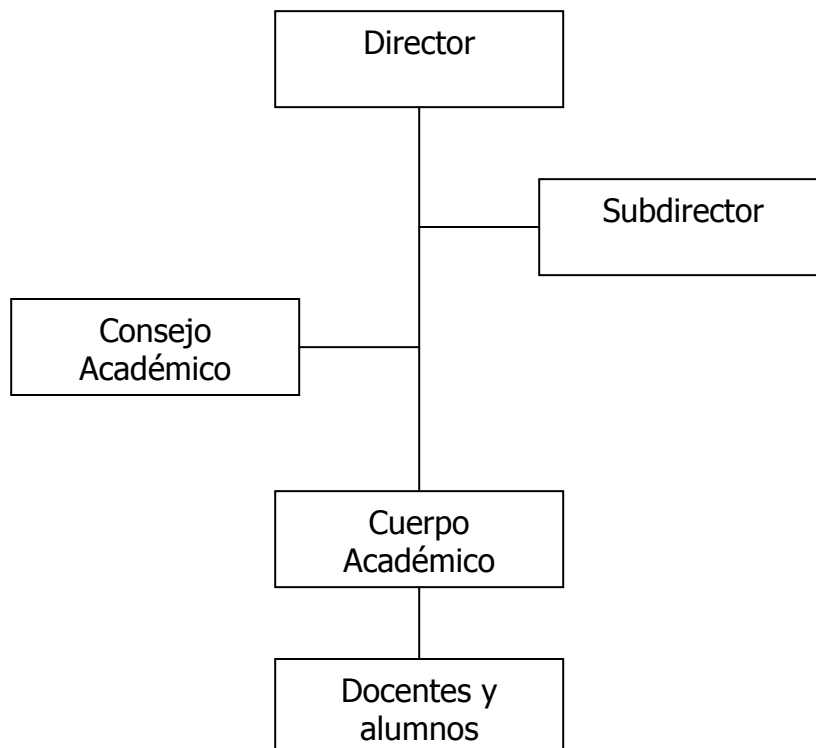 Director
Subdirector
Consejo
Académico
Cuerpo
Académico
Docentes y
alumnos